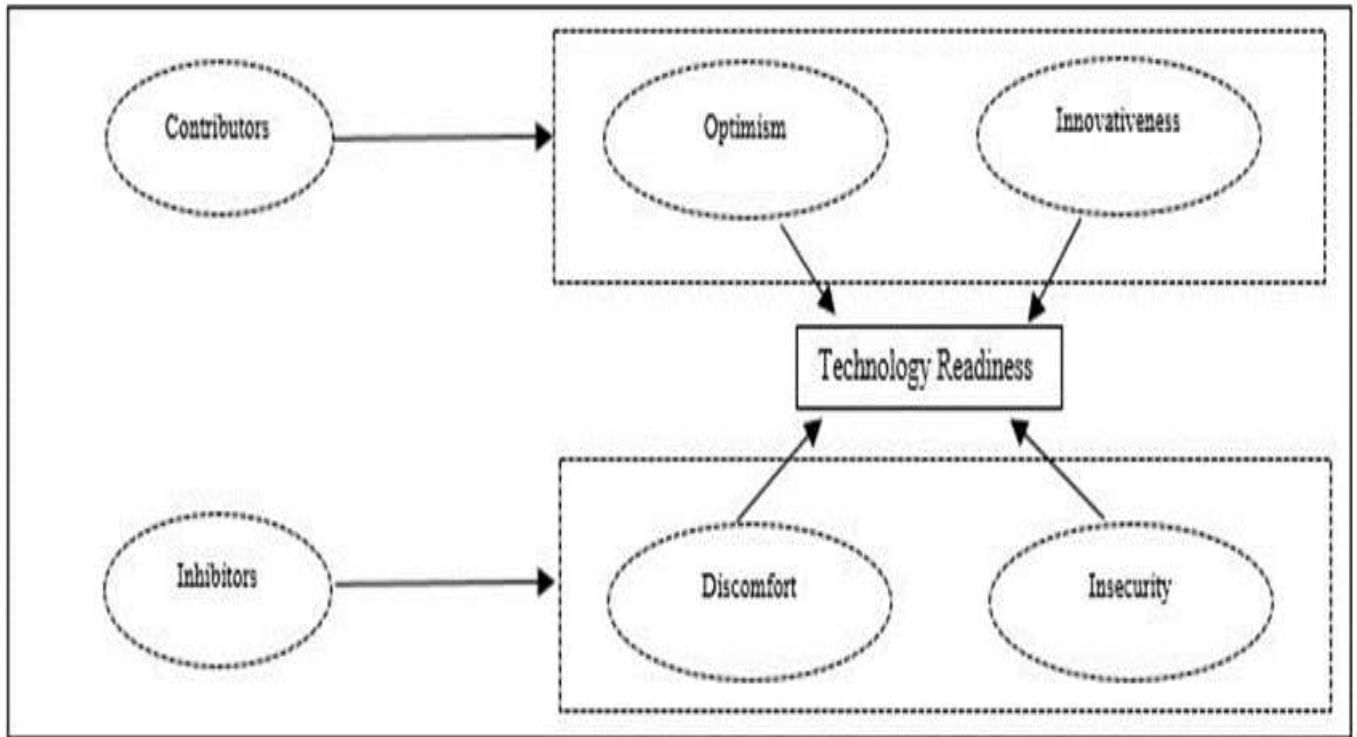 Contributors
Optimism
Innovativeness
Technology Readiness
Inhibitors
Discomfort
Insecurity